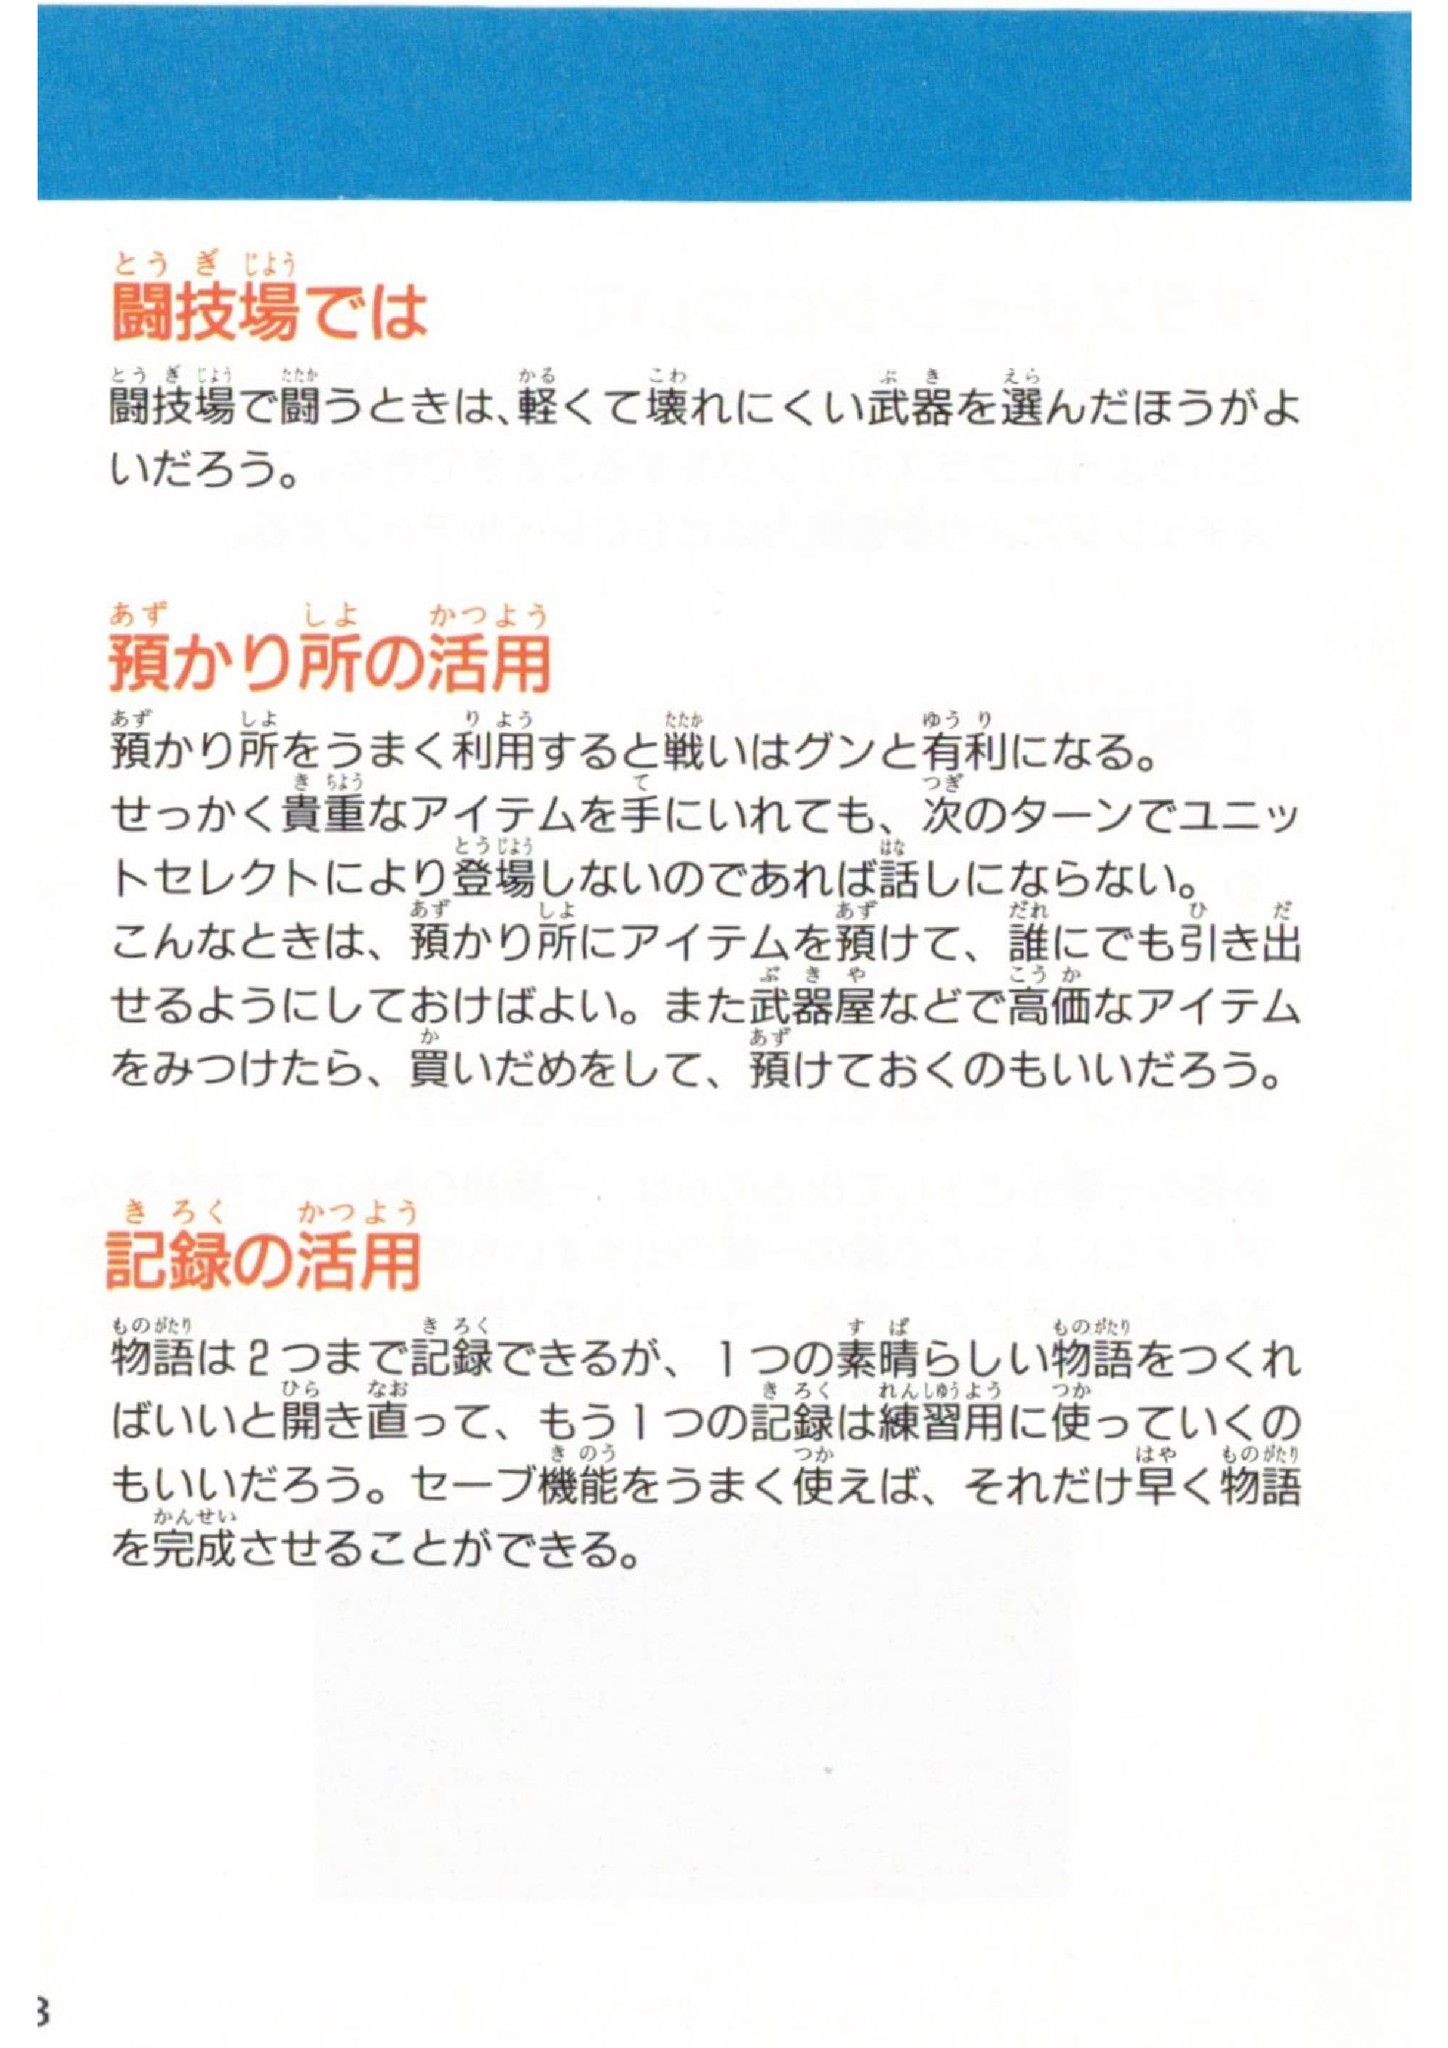 闘技場では
闘技場で闘うときは、軽くて壊れにくい武器を選んだほうがよ
いだろう。
預かり所の活用
預かり所をうまく利用すると戦いはグンと有利になる。
せっかく貴重なアイテムを手にいれても、次のターンでユニッ
トセレクトにより登場しないのであれば話しにならない。
こんなときは、預かり所にアイテムを預けて、誰にでも引き出
せるようにしておけばよい。また武器屋などで高価なアイテム
をみつけたら、買いだめをして、預けておくのもいいだろう。
記録の活用
物語は2つまで記録できるが、1つの素晴らしい物語をつくれ
ばいいと開き直って、もう1つの記録は練習用に使っていくの
もいいだろう。セーブ機能をうまく使えば、それだけ早く物語
を完成させることができる。